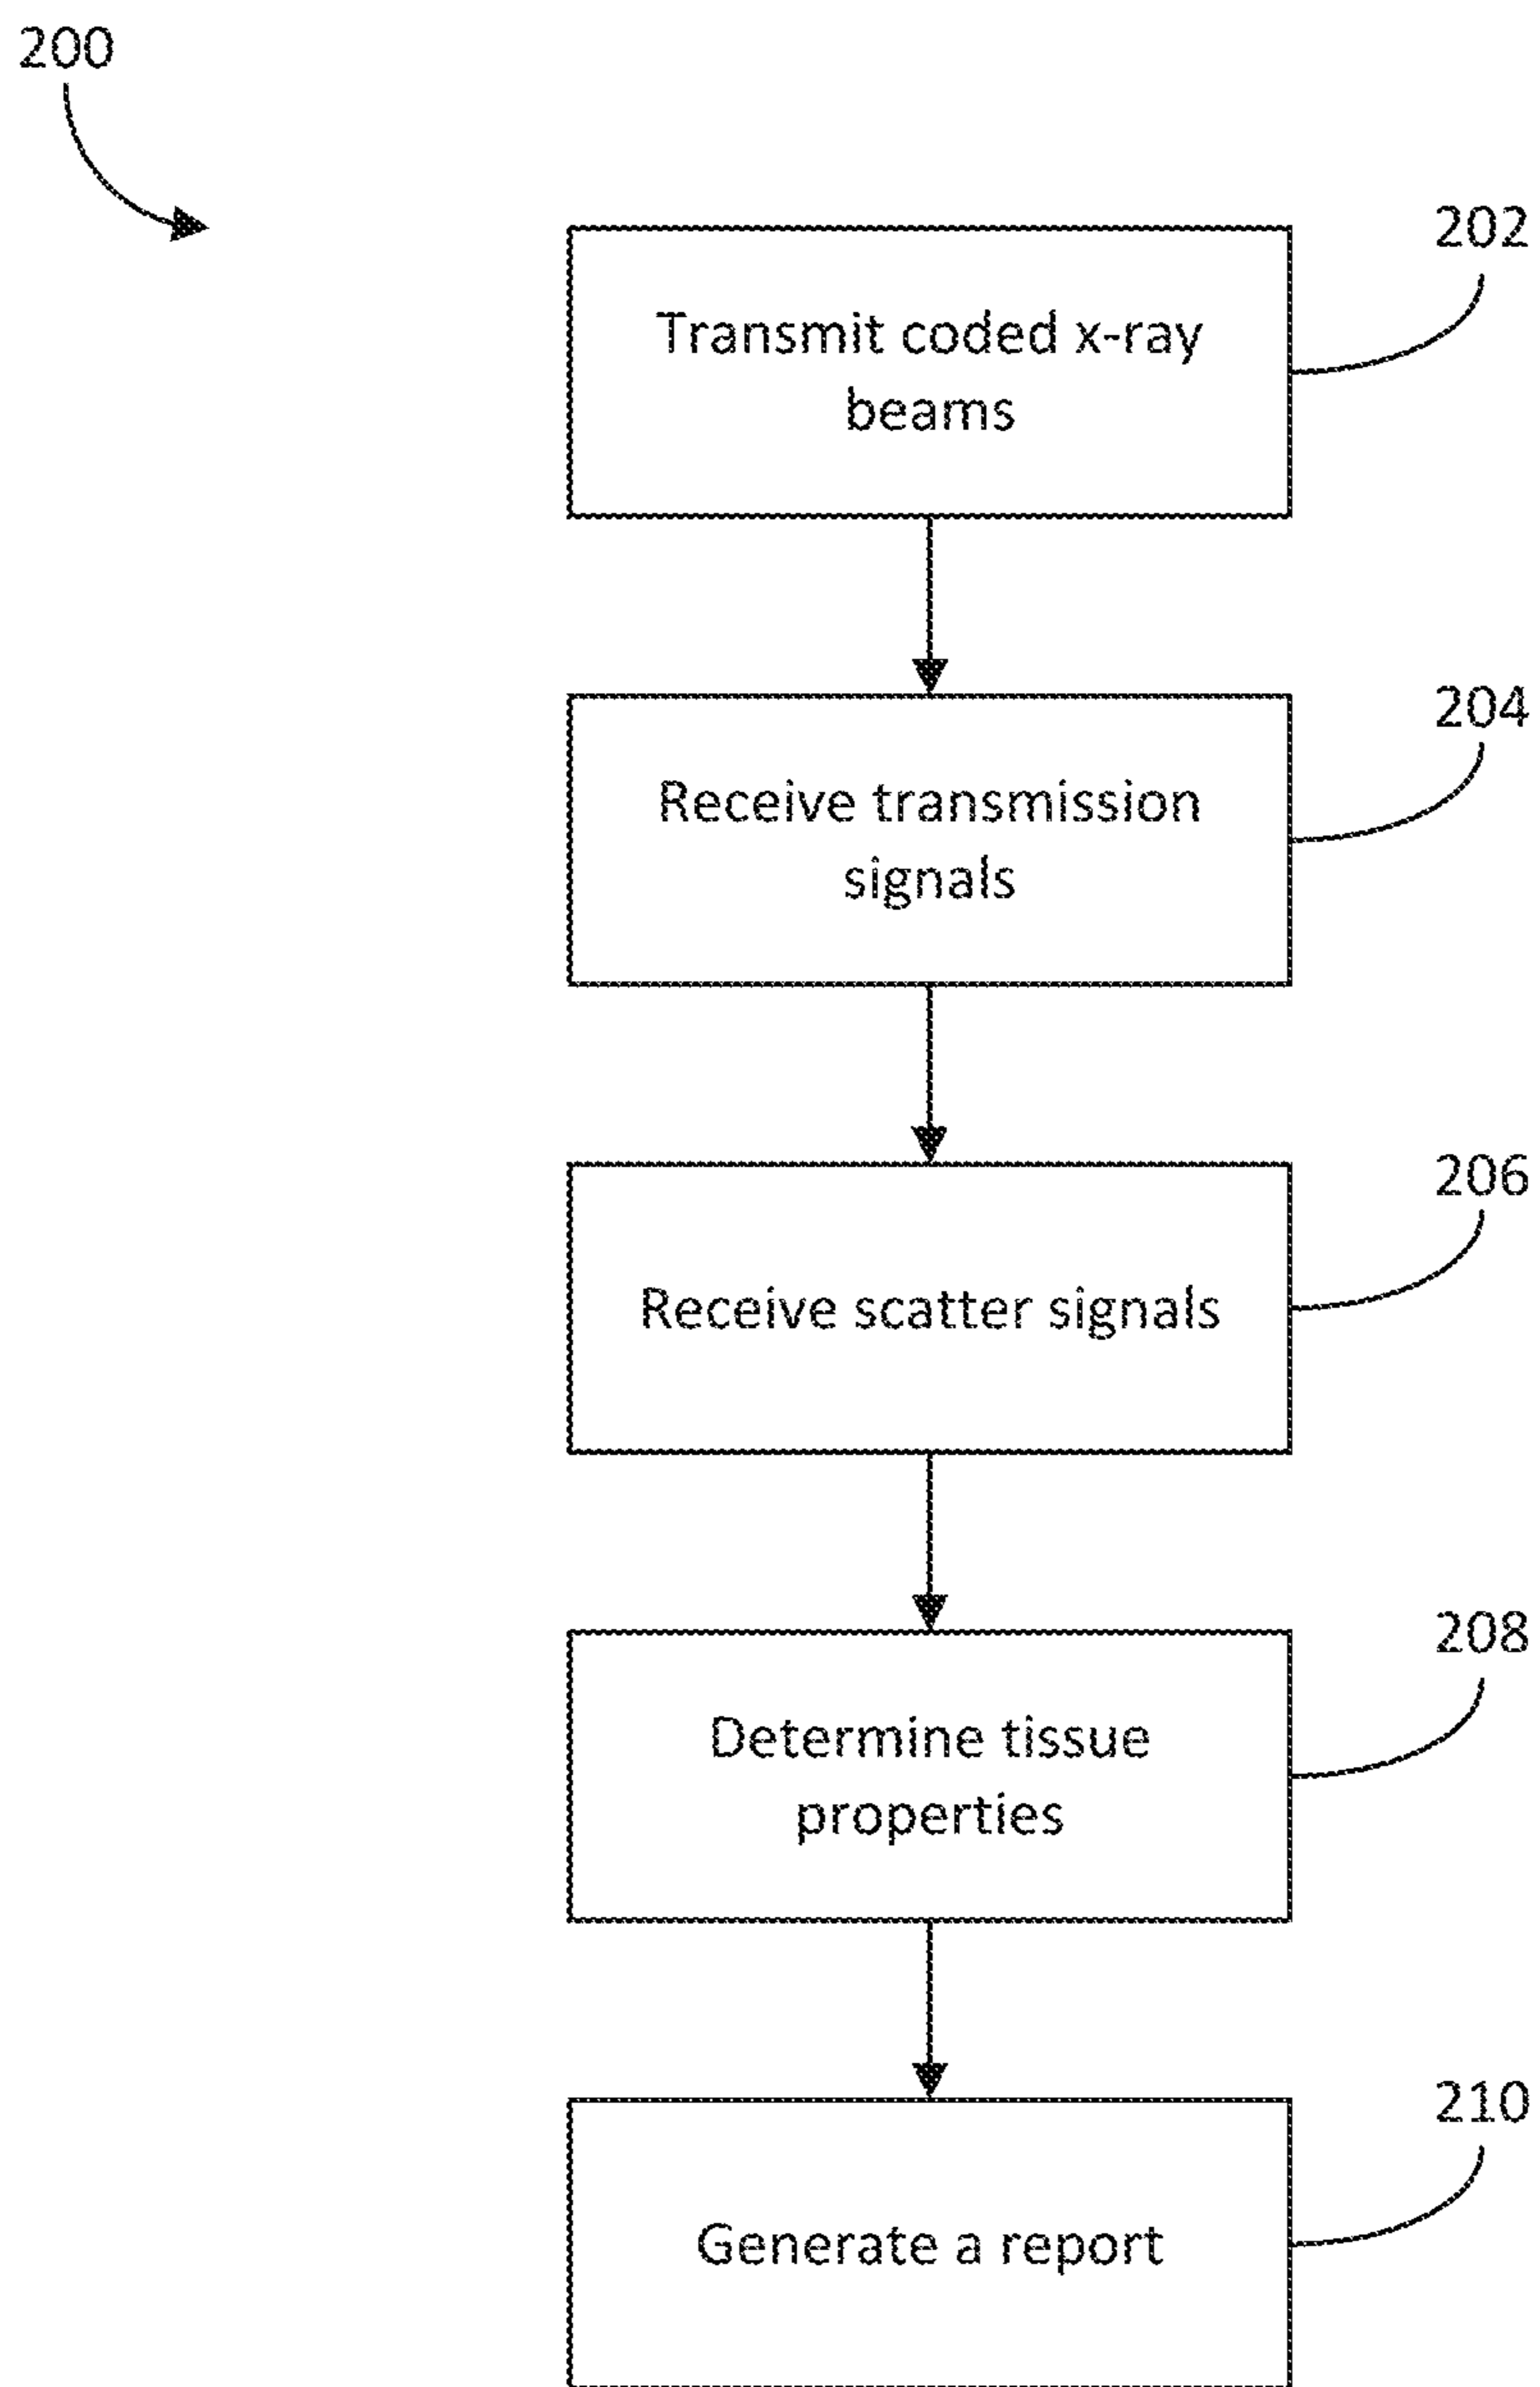 200
202
Transmit coded x-ray
beams
204
Receive transmission
signals
206
Receive scatter signals
208
Determine tissue
properties
210
Generate a report